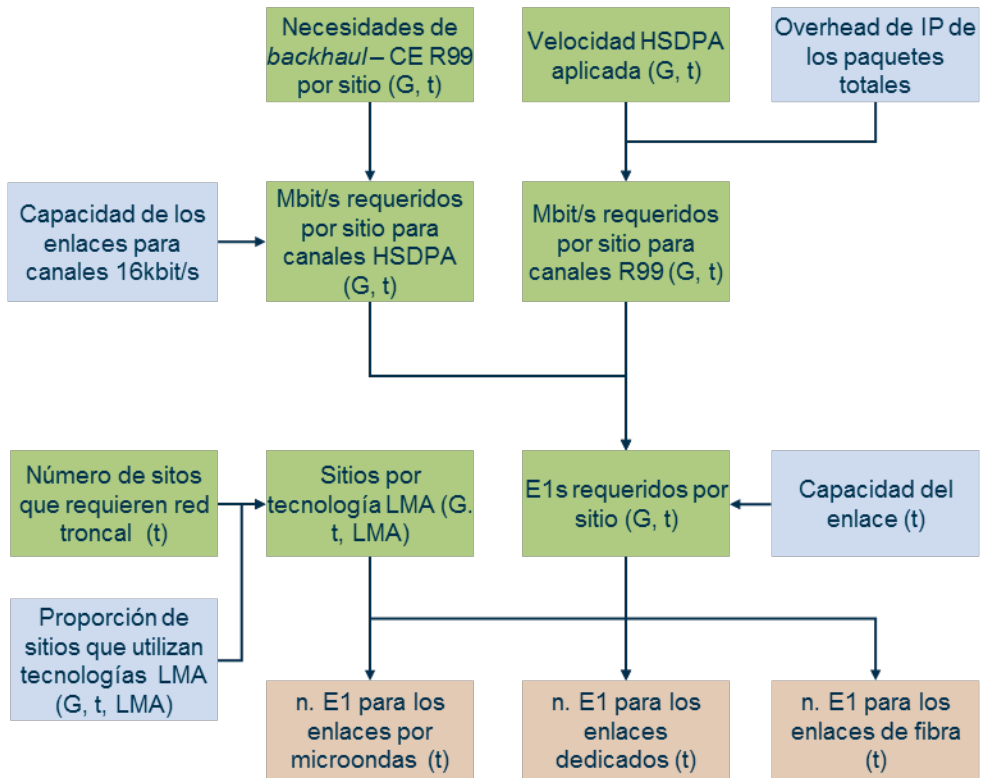 Necesidades de
backhaul – CE R99
por sitio (G, t)
Velocidad HSDPA
aplicada (G, t)
Overhead de IP de
los paquetes
totales
Capacidad de los
enlaces para
canales 16kbit/s
Mbit/s requeridos
por sitio para
canales HSDPA
(G, t)
Mbit/s requeridos
por sitio para
canales R99 (G, t)
Número de sitos
que requieren red
troncal (t)
Sitios por
tecnología LMA (G.
t, LMA)
E1s requeridos por
sitio (G, t)
Capacidad del
enlace (t)
Proporción de
sitios que utilizan
tecnologías LMA
(G, t, LMA)
n. E1 para los
enlaces por
microondas (t)
n. E1 para los
enlaces
dedicados (t)
n. E1 para los
enlaces de fibra
(t)